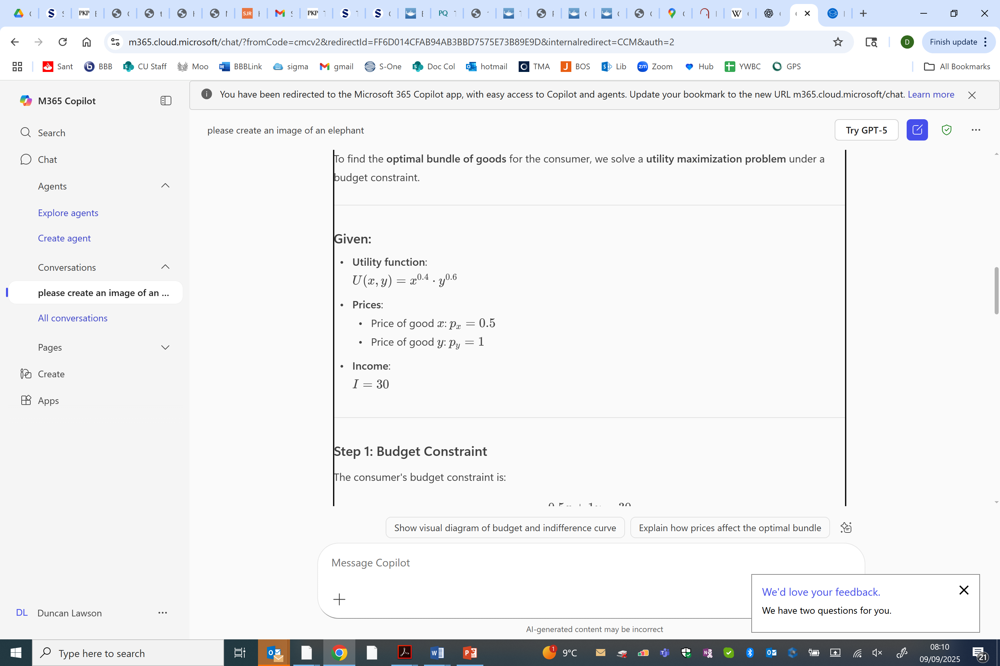 m365.cloud.microsoft/chat/?fromCode=cmcv2&redirectId=FF6D014CFAB94AB3BBD7575E73B89E9D&internalredirect=CCM&auth=2
Finish update
Sant BBB CU Staff Moo BBBLink sigma gmail S-One Doc Col hotmail TMA BOS Lib Zoom Hub YWBC GPS All Bookmarks
M365 Copilot
You have been redirected to the Microsoft 365 Copilot app, with easy access to Copilot and agents. Update your bookmark to the new URL m365.cloud.microsoft/chat. Learn more
Search
Chat
Agents
Explore agents
Create agent
Conversations
please create an image of an ...
All conversations
Pages
Create
Apps
DL Duncan Lawson
please create an image of an elephant
Try GPT-5
To find the optimal bundle of goods for the consumer, we solve a utility maximization problem under a
budget constraint.
Given:
• Utility function:
U(x, y) = x^0.4 · y^0.6
• Prices:
• Price of good x: p_x = 0.5
• Price of good y: p_y = 1
• Income:
I = 30
Step 1: Budget Constraint
The consumer's budget constraint is:
Show visual diagram of budget and indifference curve
Explain how prices affect the optimal bundle
Message Copilot
We'd love your feedback.
We have two questions for you.
AI-generated content may be incorrect
Type here to search
9°C
08:10
09/09/2025
21